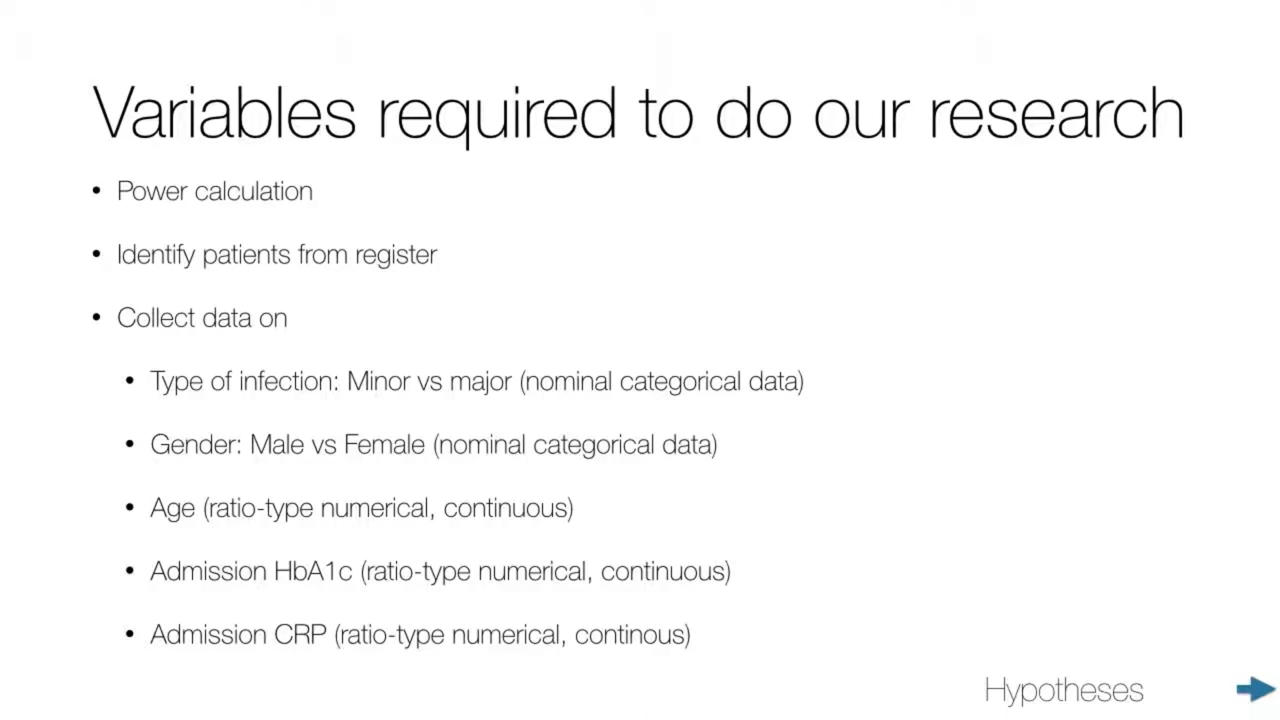 Variables required to do our research
• Power calculation
• Identify patients from register
• Collect data on
• Type of infection: Minor vs major (nominal categorical data)
• Gender: Male vs Female (nominal categorical data)
• Age (ratio-type numerical, continuous)
• Admission HbA1c (ratio-type numerical, continuous)
• Admission CRP (ratio-type numerical, continous)
Hypotheses